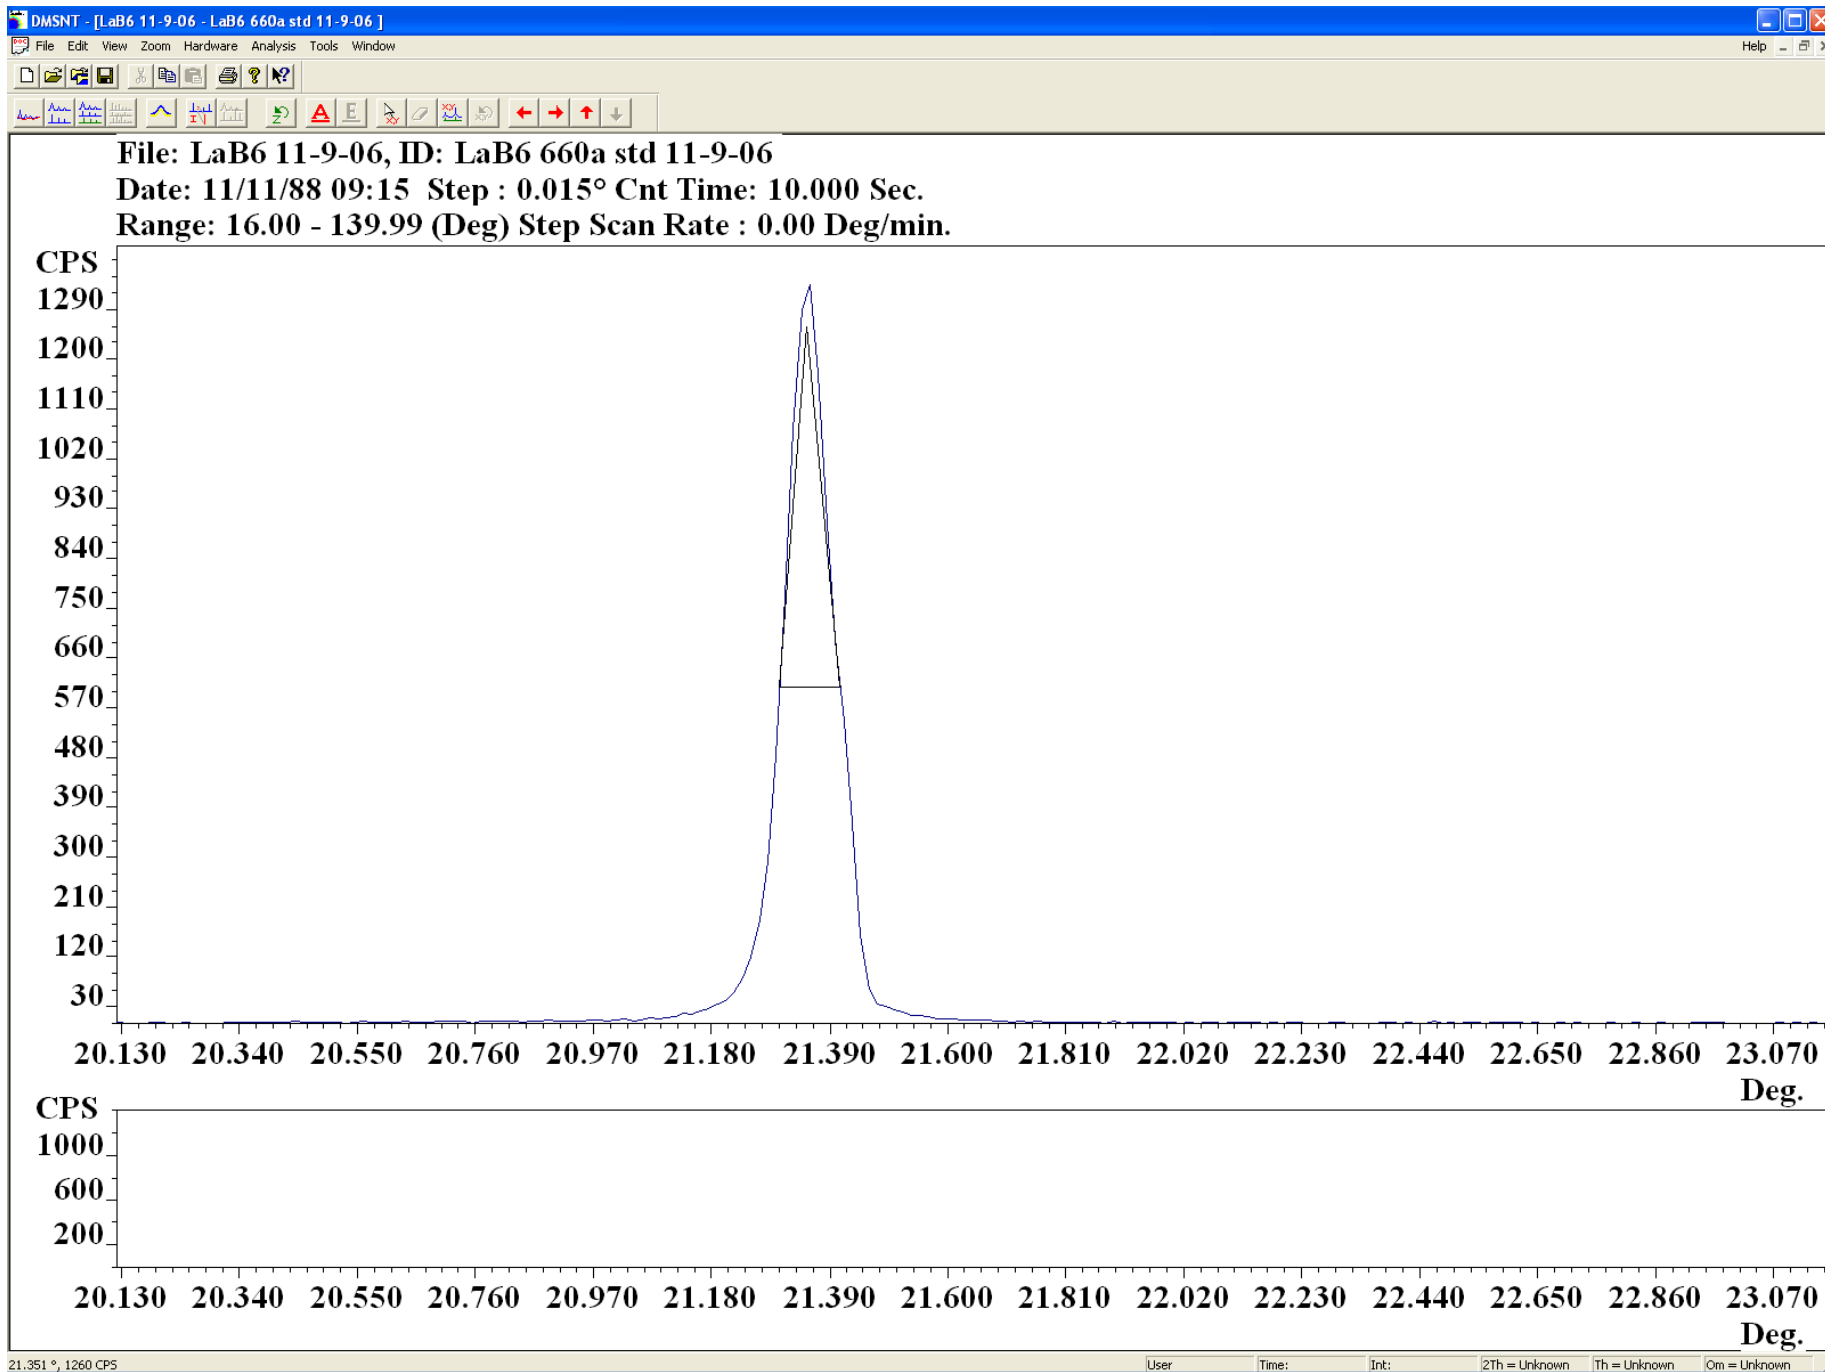 DMSNT - [LaB6 11-9-06 - LaB6 660a std 11-9-06 ]
File Edit View Zoom Hardware Analysis Tools Window Help
File: LaB6 11-9-06, ID: LaB6 660a std 11-9-06
Date: 11/11/88 09:15 Step : 0.015° Cnt Time: 10.000 Sec.
Range: 16.00 - 139.99 (Deg) Step Scan Rate : 0.00 Deg/min.
CPS
1290
1200
1110
1020
930
840
750
660
570
480
390
300
210
120
30
20.130 20.340 20.550 20.760 20.970 21.180 21.390 21.600 21.810 22.020 22.230 22.440 22.650 22.860 23.070
Deg.
CPS
1000
600
200
20.130 20.340 20.550 20.760 20.970 21.180 21.390 21.600 21.810 22.020 22.230 22.440 22.650 22.860 23.070
Deg.
21.351 °, 1260 CPS User Time: Int: 2Th = Unknown Th = Unknown Om = Unknown